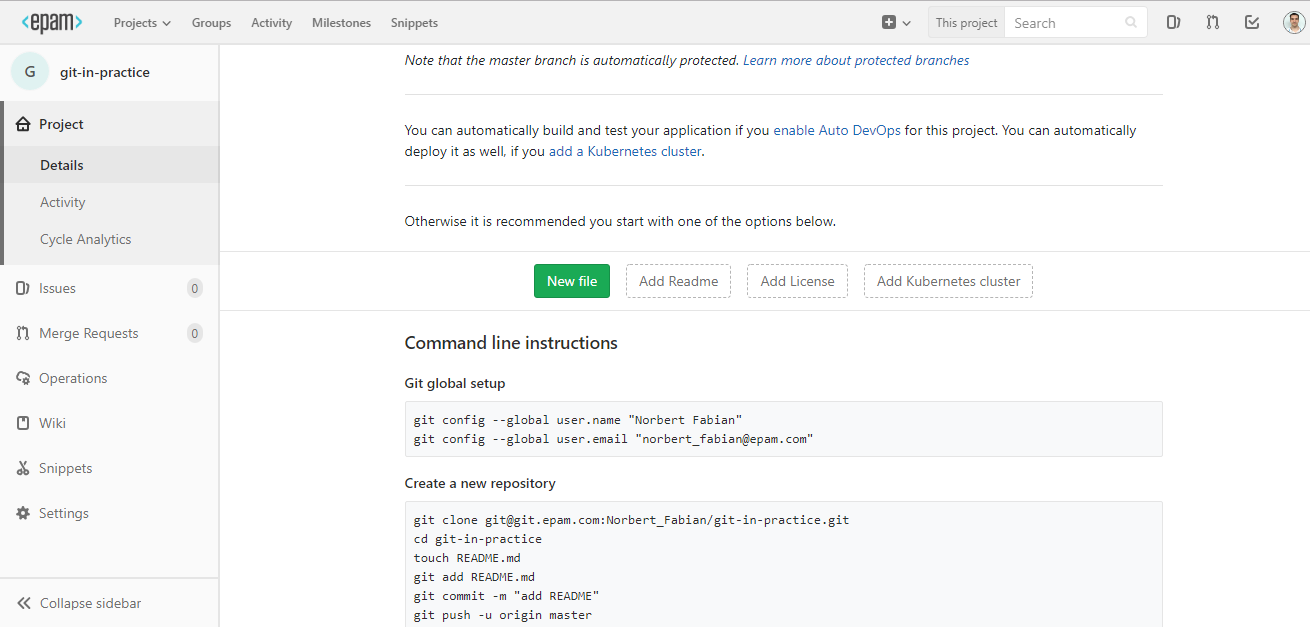 <epam>
Projects Groups Activity Milestones Snippets
This project Search
G git-in-practice
Project
Details
Activity
Cycle Analytics
Issues 0
Merge Requests 0
Operations
Wiki
Snippets
Settings
Collapse sidebar
Note that the master branch is automatically protected. Learn more about protected branches
You can automatically build and test your application if you enable Auto DevOps for this project. You can automatically
deploy it as well, if you add a Kubernetes cluster.
Otherwise it is recommended you start with one of the options below.
New file Add Readme Add License Add Kubernetes cluster
Command line instructions
Git global setup
git config --global user.name "Norbert Fabian"
git config --global user.email "norbert_fabian@epam.com"
Create a new repository
git clone git@git.epam.com:Norbert_Fabian/git-in-practice.git
cd git-in-practice
touch README.md
git add README.md
git commit -m "add README"
git push -u origin master